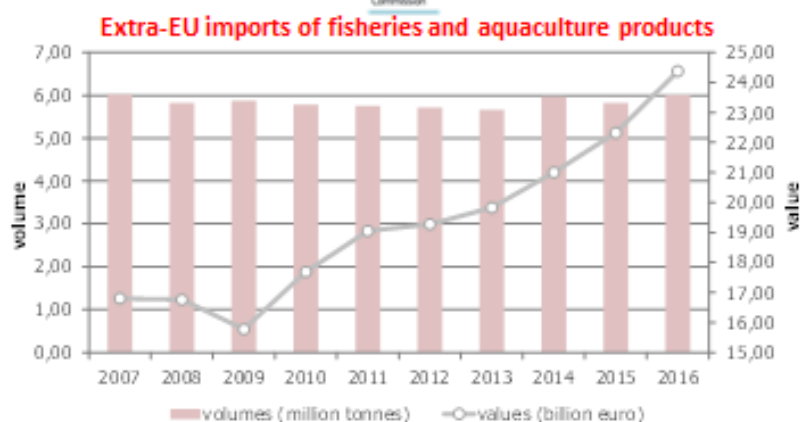 Commission
Extra-EU imports of fisheries and aquaculture products
7,00 25,00
6,00 24,00
5,00 23,00
4,00 22,00
3,00 21,00
2,00 20,00
1,00 19,00
0,00 18,00
17,00
16,00
15,00
volume
value
2007 2008 2009 2010 2011 2012 2013 2014 2015 2016
volumes (million tonnes) values (billion euro)